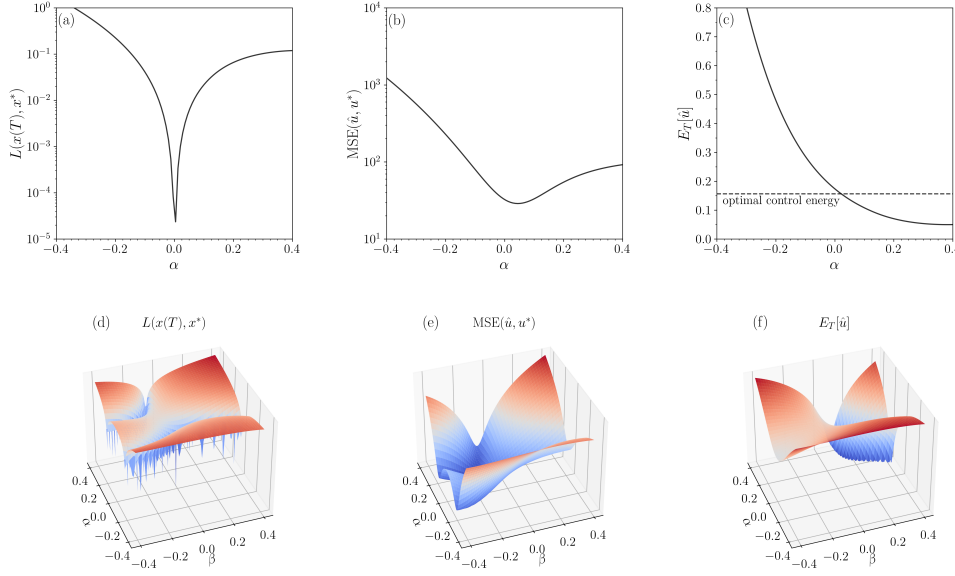 (a)
10^0
10^{-1}
10^{-2}
10^{-3}
10^{-4}
10^{-5}
L(x(T), x*)
−0.4 −0.2 0.0 0.2 0.4
α
(b)
10^4
10^3
10^2
10^1
MSE(û, u*)
−0.4 −0.2 0.0 0.2 0.4
α
(c)
0.8
0.7
0.6
0.5
0.4
0.3
0.2
0.1
0.0
E_T[û]
optimal control energy
−0.4 −0.2 0.0 0.2 0.4
α
(d) L(x(T), x*)
0.4
0.2
0.0
−0.2
−0.4
α
−0.4 −0.2 0.0 0.2 0.4
β
(e) MSE(û, u*)
0.4
0.2
0.0
−0.2
−0.4
α
−0.4 −0.2 0.0 0.2 0.4
β
(f) E_T[û]
0.4
0.2
0.0
−0.2
−0.4
α
−0.4 −0.2 0.0 0.2 0.4
β